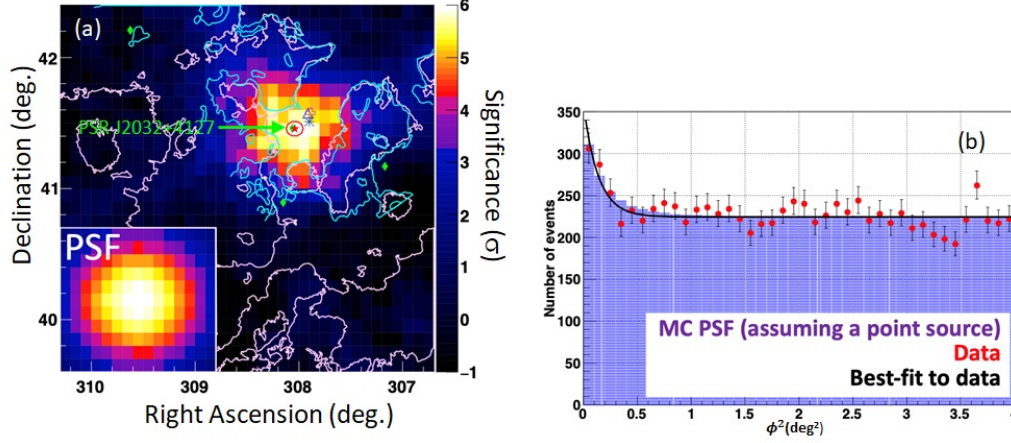 (a)
Declination (deg.)
42
41
40
PSR J2032+4127
PSF
310
309
308
307
Right Ascension (deg.)
6
5
4
3
2
1
0
−1
Significance (σ)
(b)
Number of events
350
300
250
200
150
100
50
0
MC PSF (assuming a point source)
Data
Best-fit to data
0 0.5 1 1.5 2 2.5 3 3.5 4
ϕ²(deg²)